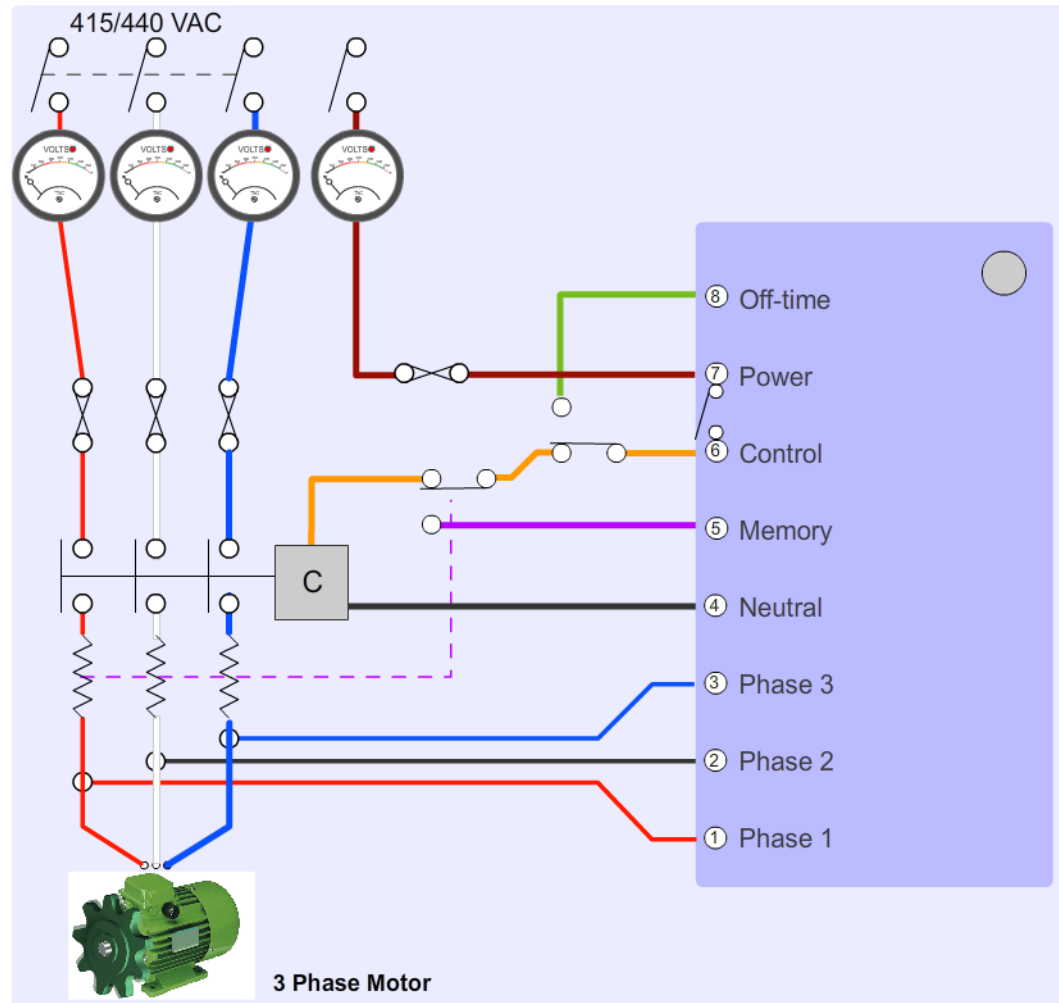 415/440 VAC
VOLTS
VOLTS
VOLTS
VOLTS
8 Off-time
7 Power
6 Control
5 Memory
C
4 Neutral
3 Phase 3
2 Phase 2
1 Phase 1
3 Phase Motor